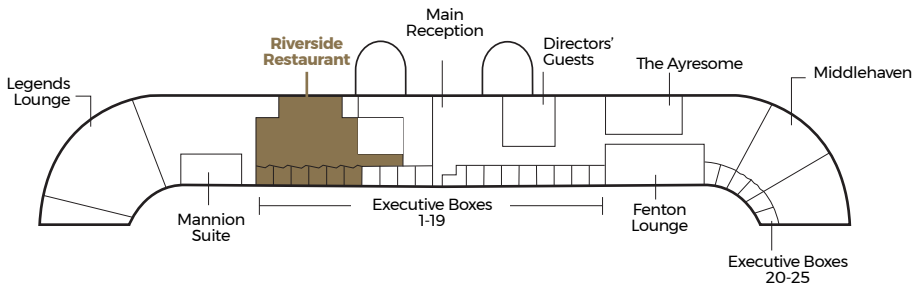 Main
Reception
Riverside
Restaurant
Directors'
Guests
The Ayresome
Middlehaven
Legends
Lounge
Mannion
Suite
Executive Boxes
1-19
Fenton
Lounge
Executive Boxes
20-25